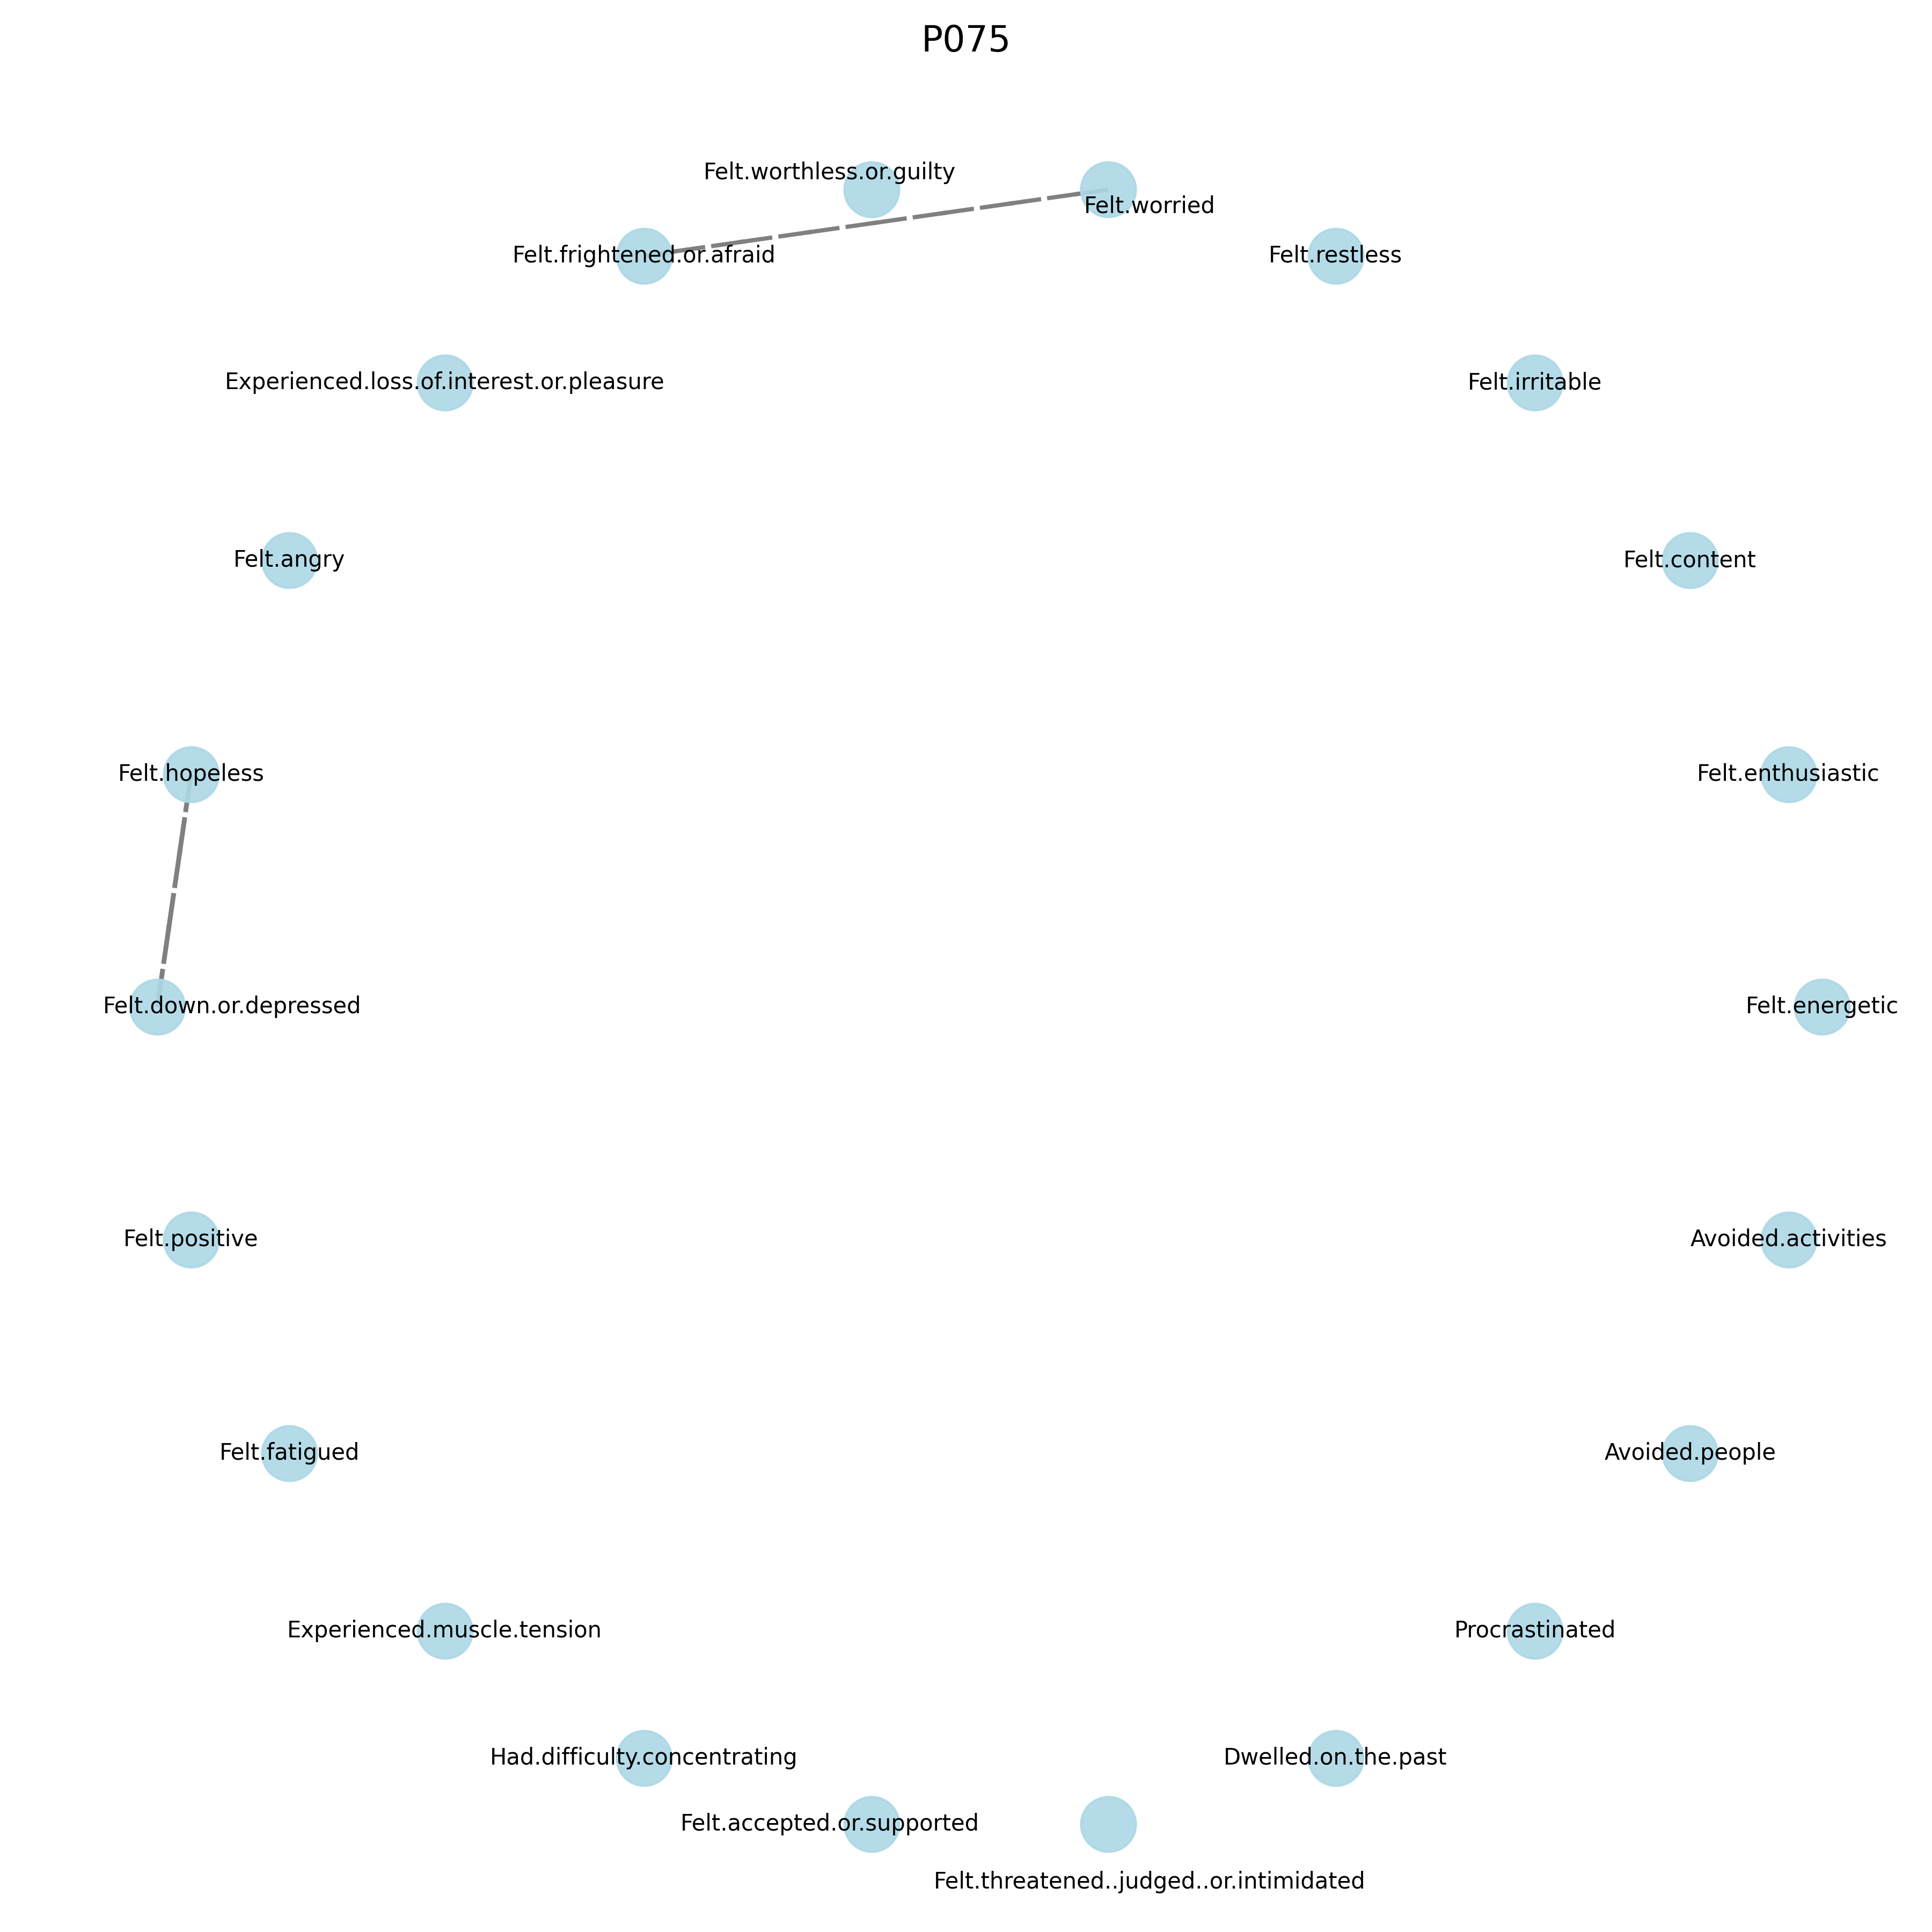 P075
Felt.worthless.or.guilty
Felt.worried
Felt.frightened.or.afraid
Felt.restless
Experienced.loss.of.interest.or.pleasure
Felt.irritable
Felt.angry
Felt.content
Felt.hopeless
Felt.enthusiastic
Felt.down.or.depressed
Felt.energetic
Felt.positive
Avoided.activities
Felt.fatigued
Avoided.people
Experienced.muscle.tension
Procrastinated
Had.difficulty.concentrating
Dwelled.on.the.past
Felt.accepted.or.supported
Felt.threatened..judged..or.intimidated